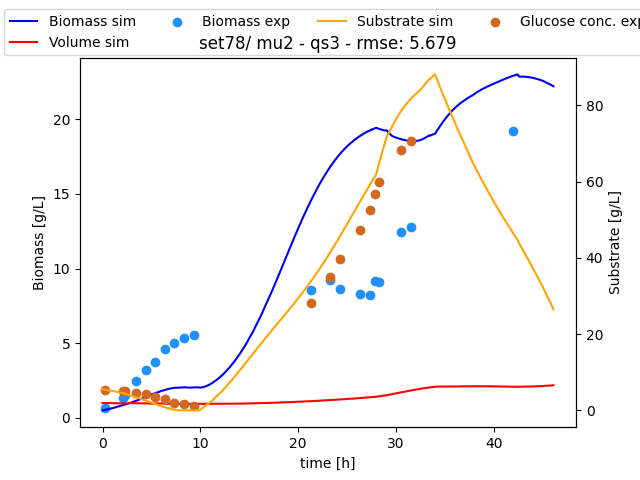 Biomass sim Biomass exp Substrate sim Glucose conc. exp
Volume sim
set78/ mu2 - qs3 - rmse: 5.679
Biomass [g/L]
20
15
10
5
0
80
60
40
20
0
Substrate [g/L]
0 10 20 30 40
time [h]